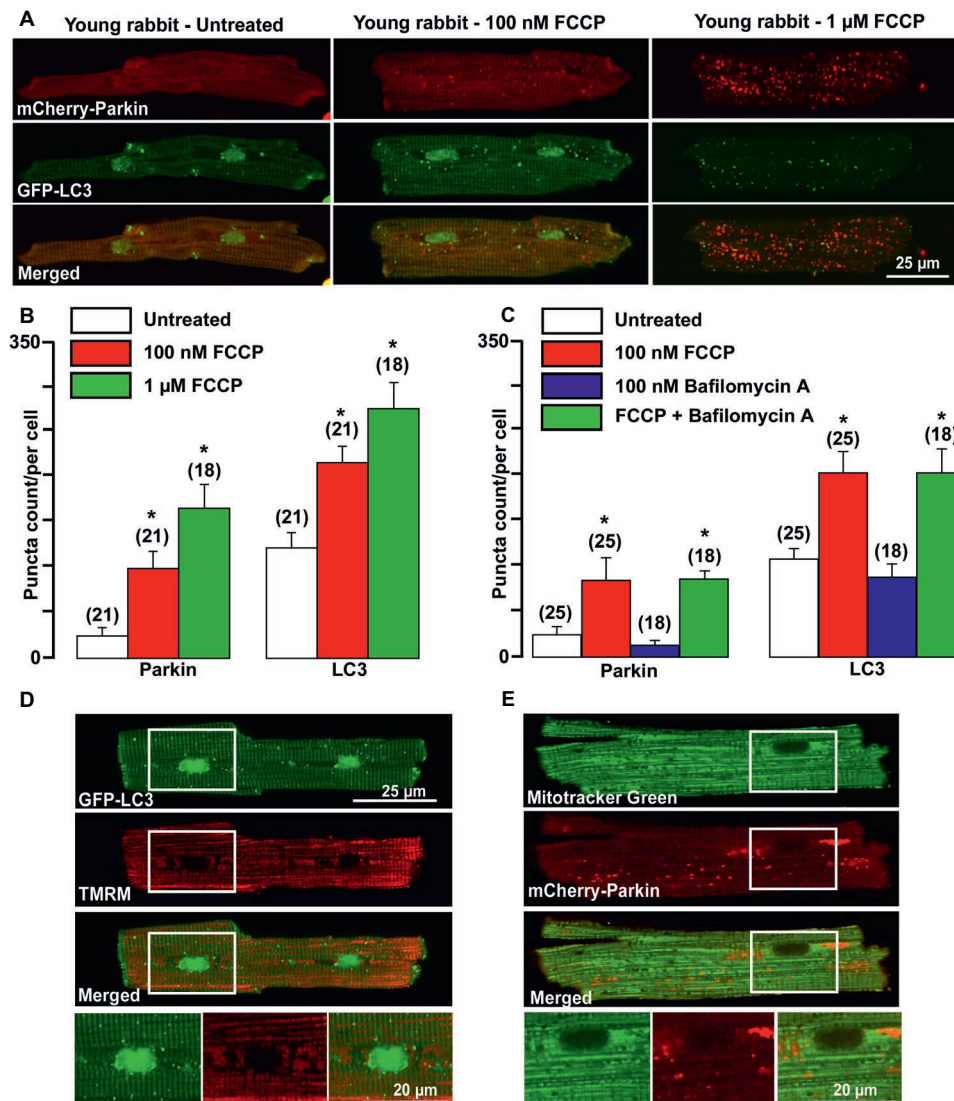 A
Young rabbit - Untreated
Young rabbit - 100 nM FCCP
Young rabbit - 1 µM FCCP
mCherry-Parkin
GFP-LC3
Merged
25 µm
B
Untreated
100 nM FCCP
1 µM FCCP
350
Puncta count/per cell
0
(21)
*
(21)
*
(18)
(21)
*
(21)
*
(18)
Parkin
LC3
C
Untreated
100 nM FCCP
100 nM Bafilomycin A
FCCP + Bafilomycin A
350
Puncta count/per cell
0
(25)
*
(25)
(18)
*
(18)
(25)
*
(25)
(18)
*
(18)
Parkin
LC3
D
GFP-LC3
25 µm
TMRM
Merged
20 µm
E
Mitotracker Green
mCherry-Parkin
Merged
20 µm